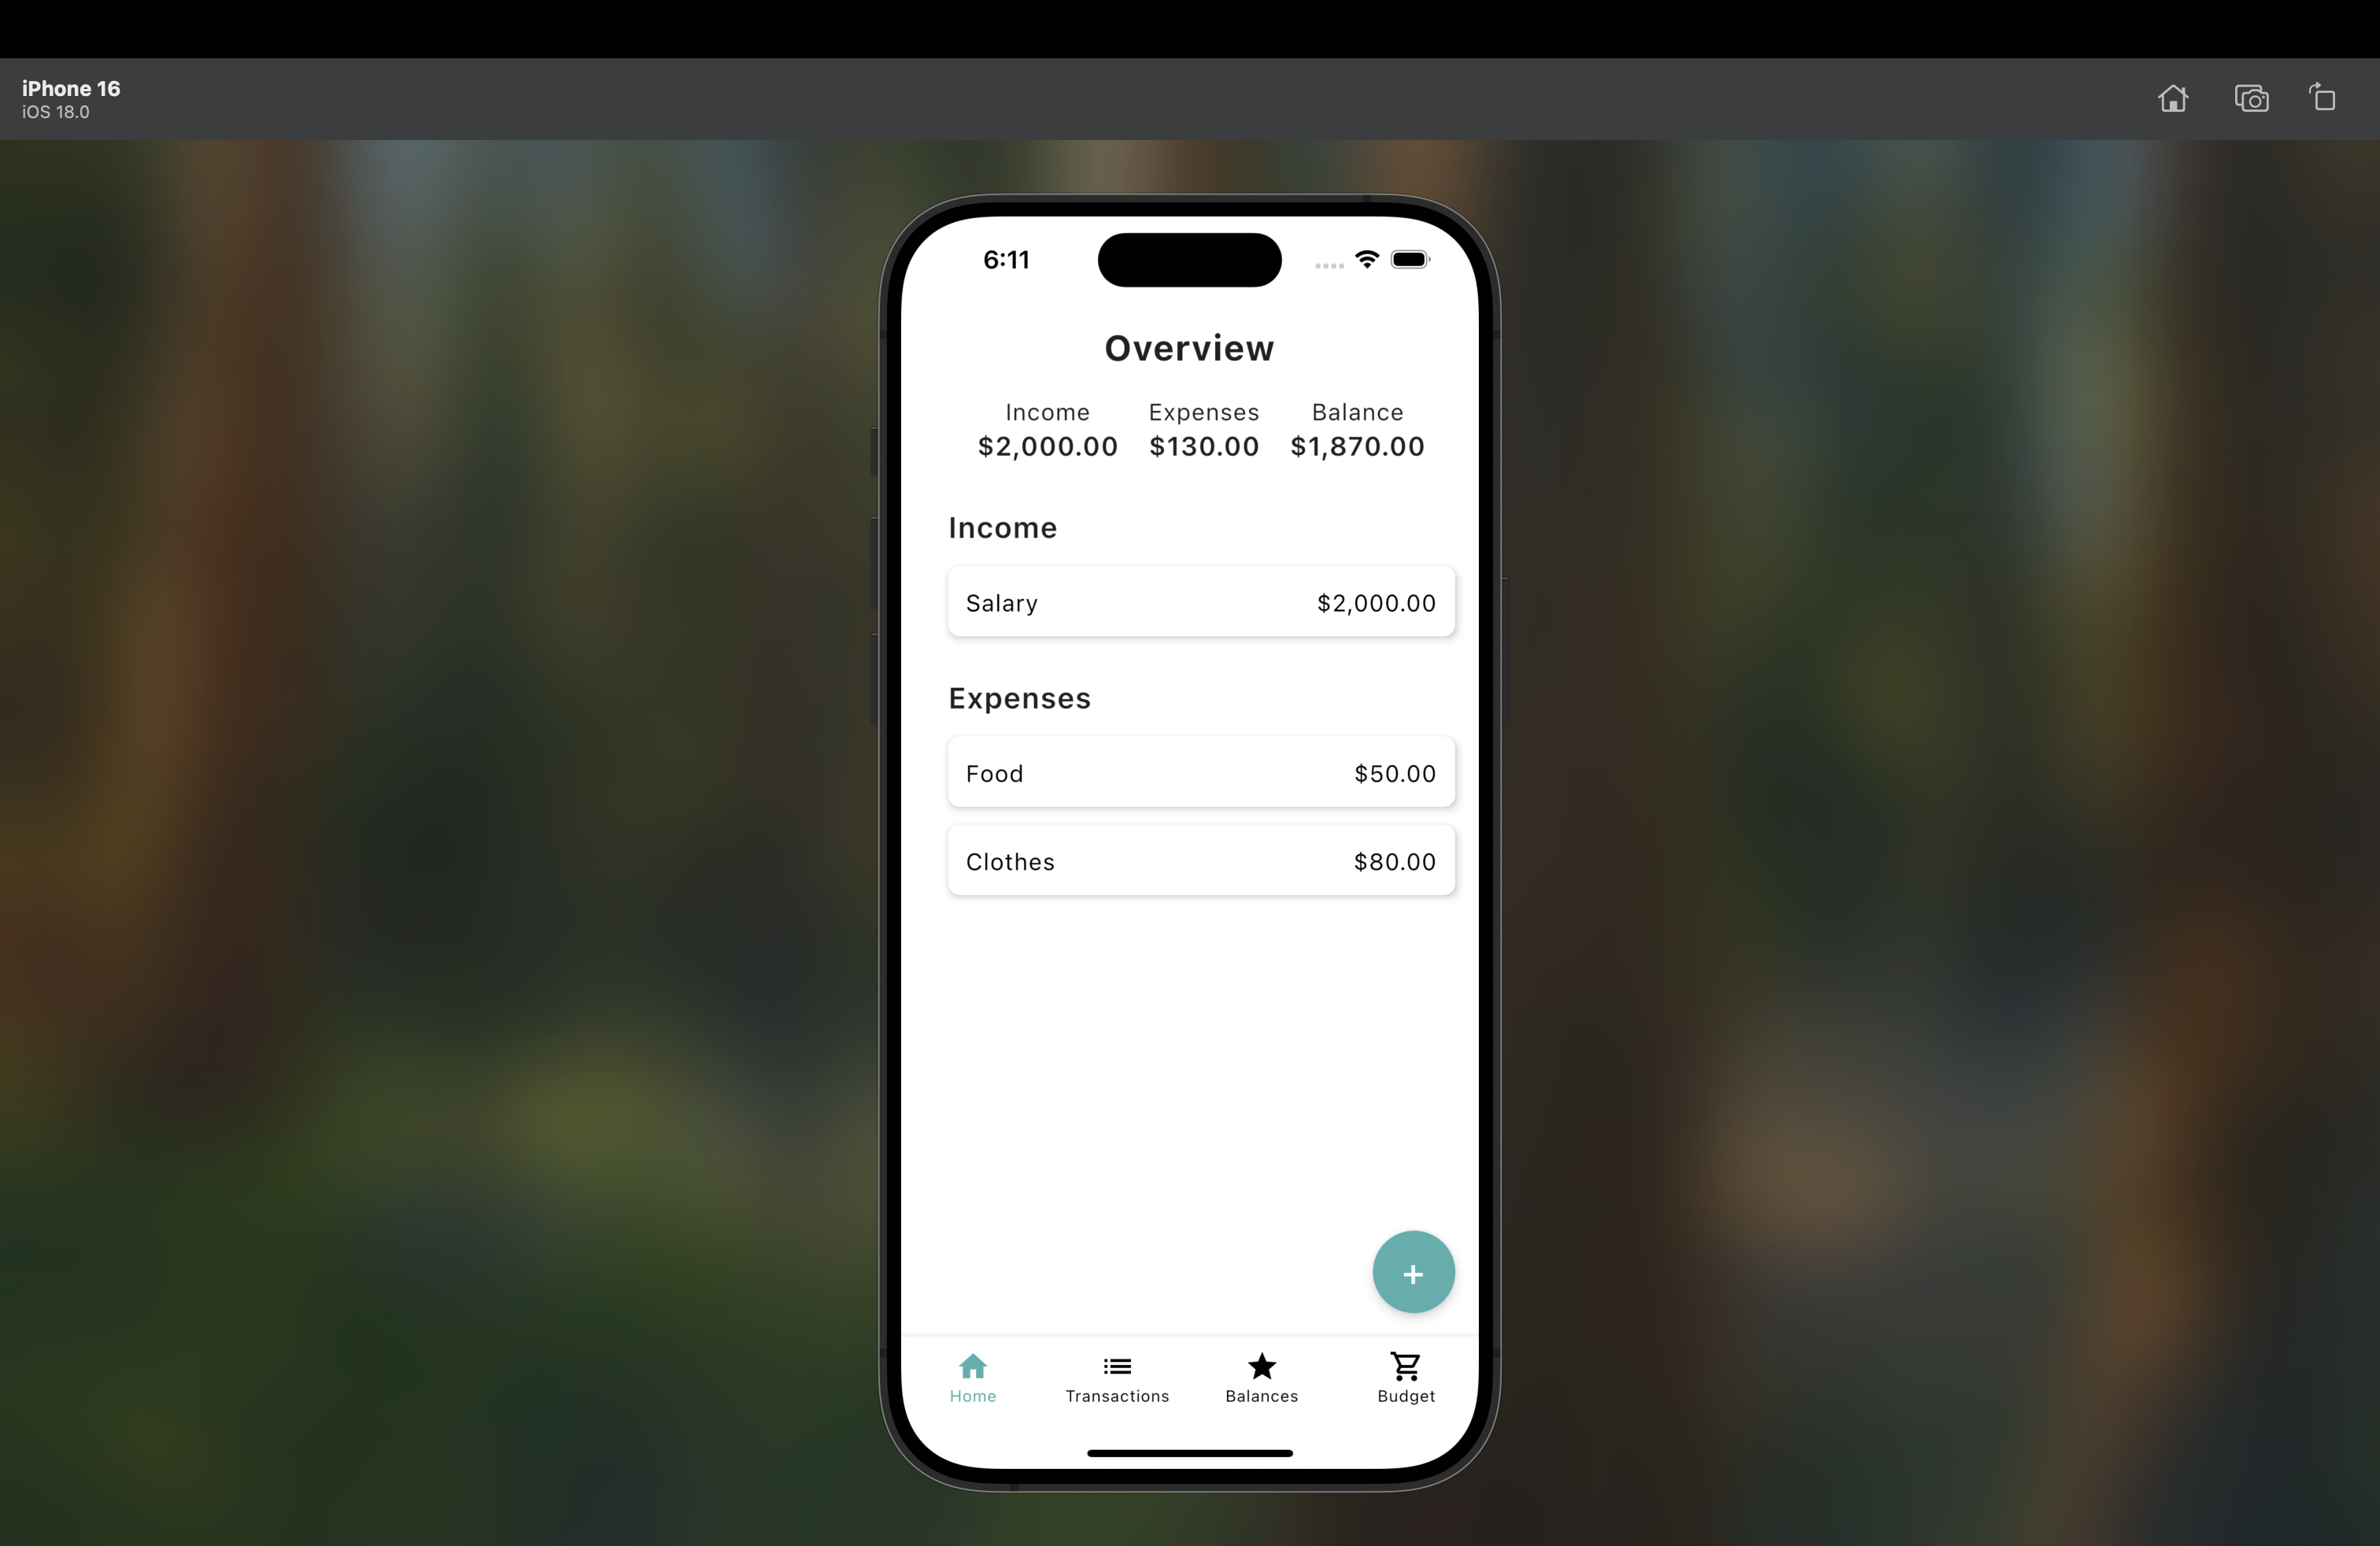 iPhone 16
iOS 18.0
6:11
Overview
Income Expenses Balance
$2,000.00 $130.00 $1,870.00
Income
Salary $2,000.00
Expenses
Food $50.00
Clothes $80.00
+
Home Transactions Balances Budget